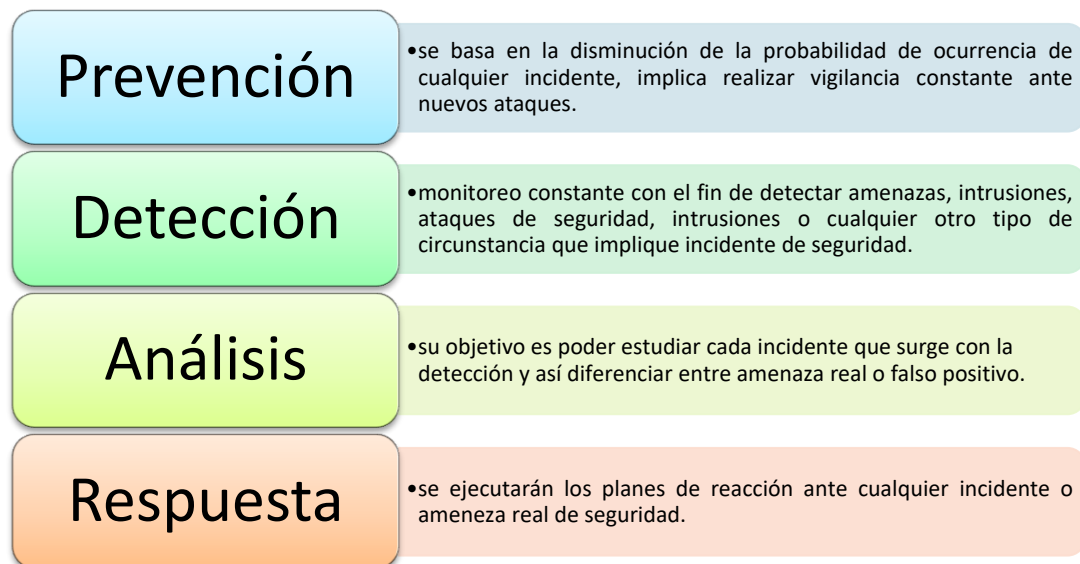 Prevención
•se basa en la disminución de la probabilidad de ocurrencia de
cualquier incidente, implica realizar vigilancia constante ante
nuevos ataques.
Detección
•monitoreo constante con el fin de detectar amenazas, intrusiones,
ataques de seguridad, intrusiones o cualquier otro tipo de
circunstancia que implique incidente de seguridad.
Análisis
•su objetivo es poder estudiar cada incidente que surge con la
detección y así diferenciar entre amenaza real o falso positivo.
Respuesta
•se ejecutarán los planes de reacción ante cualquier incidente o
ameneza real de seguridad.